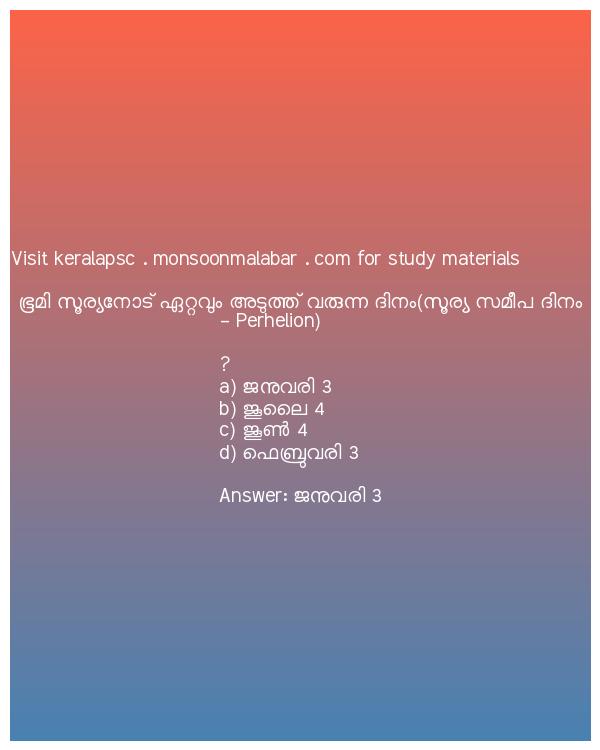 Visit keralapsc . monsoonmalabar . com for study materials
ഭൂമി സൂര്യനോട് ഏറ്റവും അടുത്ത് വരുന്ന ദിനം(സൂര്യ സമീപ ദിനം
– Perhelion)
?
a) ജനുവരി 3
b) ജൂലൈ 4
c) ജൂൺ 4
d) ഫെബ്രുവരി 3
Answer: ജനുവരി 3